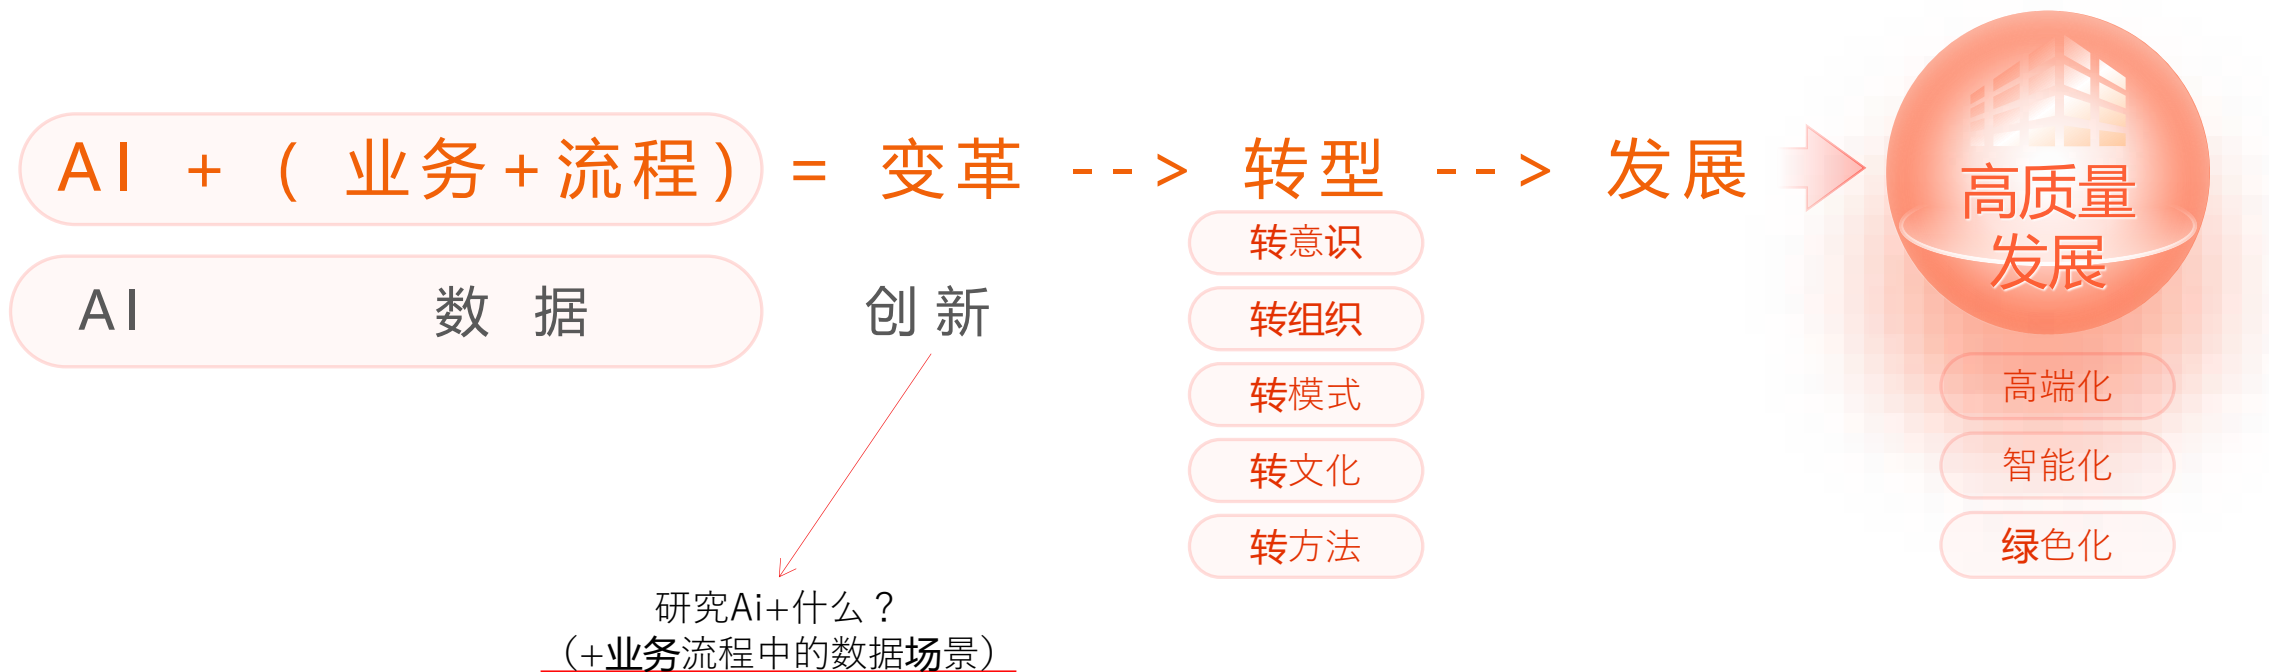 AI + ( 业务+流程) = 变革 --> 转型 --> 发展
高质量
发展
AI 数 据 创新
转意识
转组织
转模式
转文化
转方法
高端化
智能化
绿色化
研究Ai+什么？
（+业务流程中的数据场景）